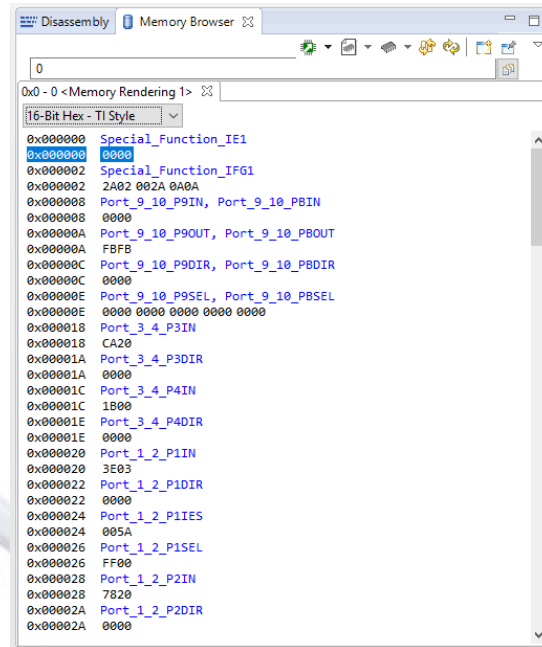 Disassembly Memory Browser
0
0x0 - 0 <Memory Rendering 1>
16-Bit Hex - TI Style
0x000000 Special_Function_IE1
0x000000 0000
0x000002 Special_Function_IFG1
0x000002 2A02 002A 0A0A
0x000008 Port_9_10_P9IN, Port_9_10_PBIN
0x000008 0000
0x00000A Port_9_10_P9OUT, Port_9_10_PBOUT
0x00000A FBFB
0x00000C Port_9_10_P9DIR, Port_9_10_PBDIR
0x00000C 0000
0x00000E Port_9_10_P9SEL, Port_9_10_PBSEL
0x00000E 0000 0000 0000 0000 0000
0x000018 Port_3_4_P3IN
0x000018 CA20
0x00001A Port_3_4_P3DIR
0x00001A 0000
0x00001C Port_3_4_P4IN
0x00001C 1B00
0x00001E Port_3_4_P4DIR
0x00001E 0000
0x000020 Port_1_2_P1IN
0x000020 3E03
0x000022 Port_1_2_P1DIR
0x000022 0000
0x000024 Port_1_2_P1IES
0x000024 005A
0x000026 Port_1_2_P1SEL
0x000026 FF00
0x000028 Port_1_2_P2IN
0x000028 7820
0x00002A Port_1_2_P2DIR
0x00002A 0000